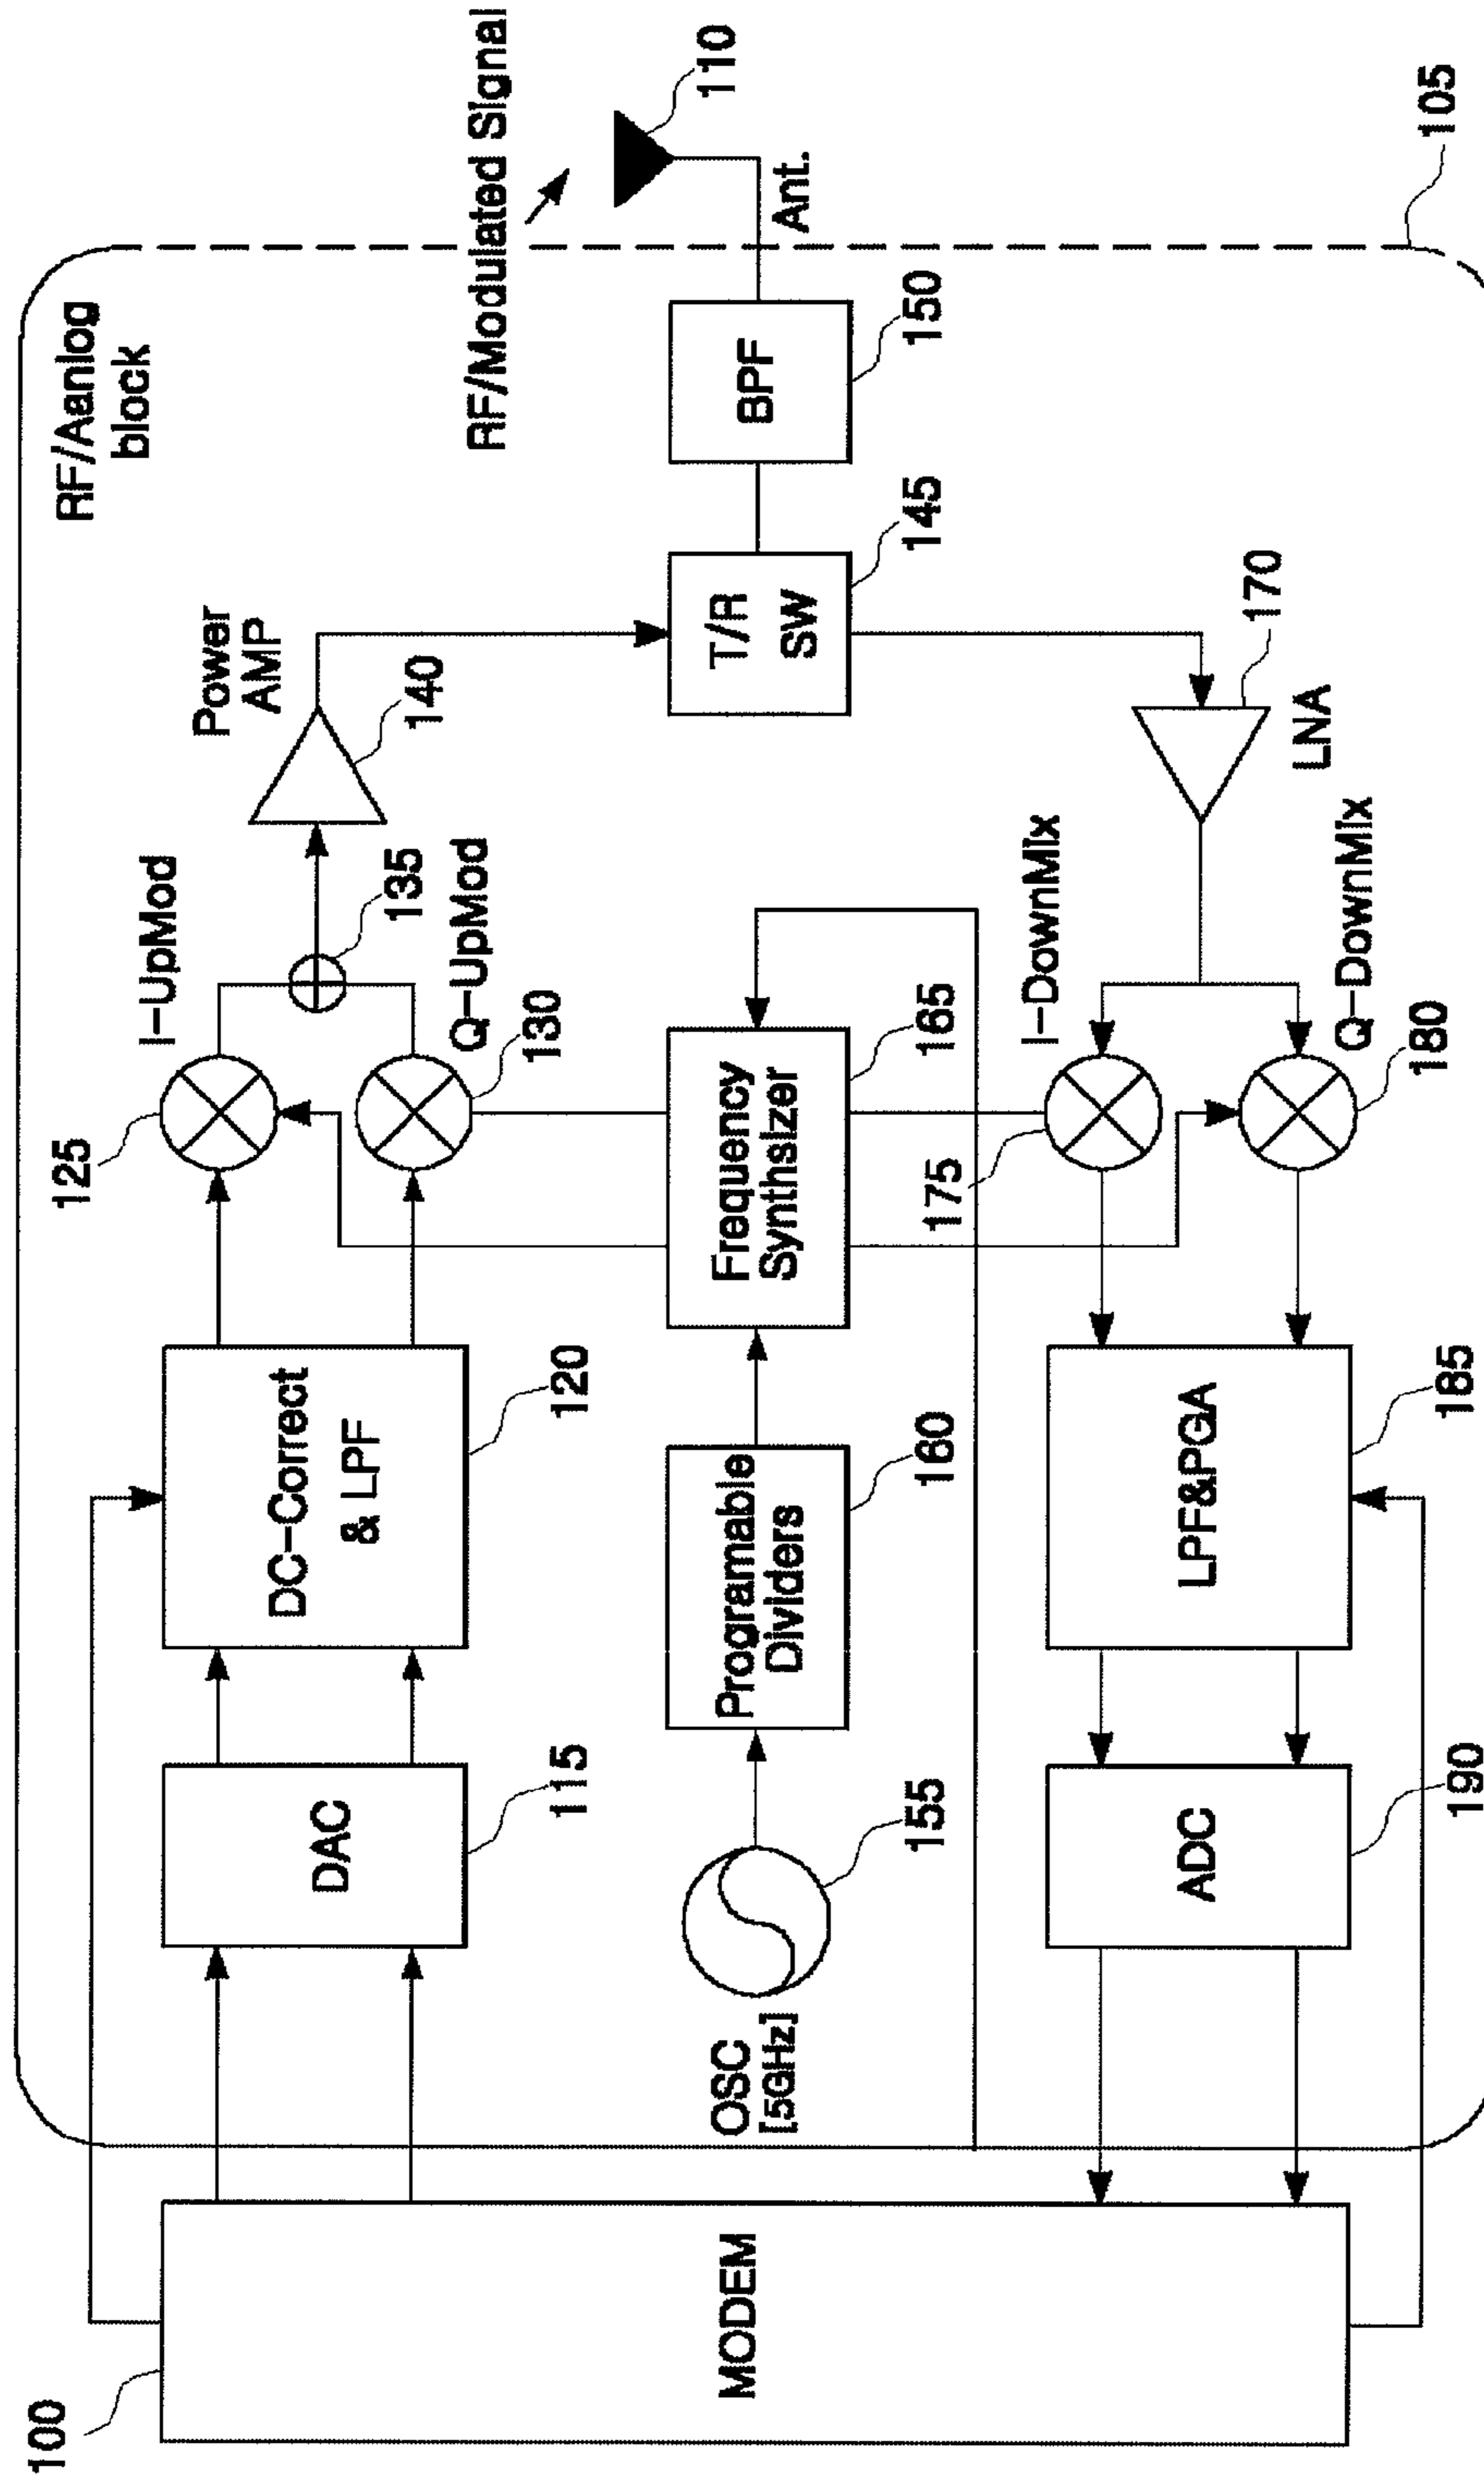 RF/Aanlog
block
RF/Modulated Signal
110
Ant.
105
Power
AMP
140
I-UpMod
135
Q-UpMod
125
130
DC-Correct
& LPF
120
DAC
115
100
MODEM
OSC
[5GHz]
155
Programable
Dividers
160
Frequency
Synthsizer
165
T/R
SW
145
BPF
150
170
LNA
I-DownMix
Q-DownMix
175
180
LPF&PGA
185
ADC
190